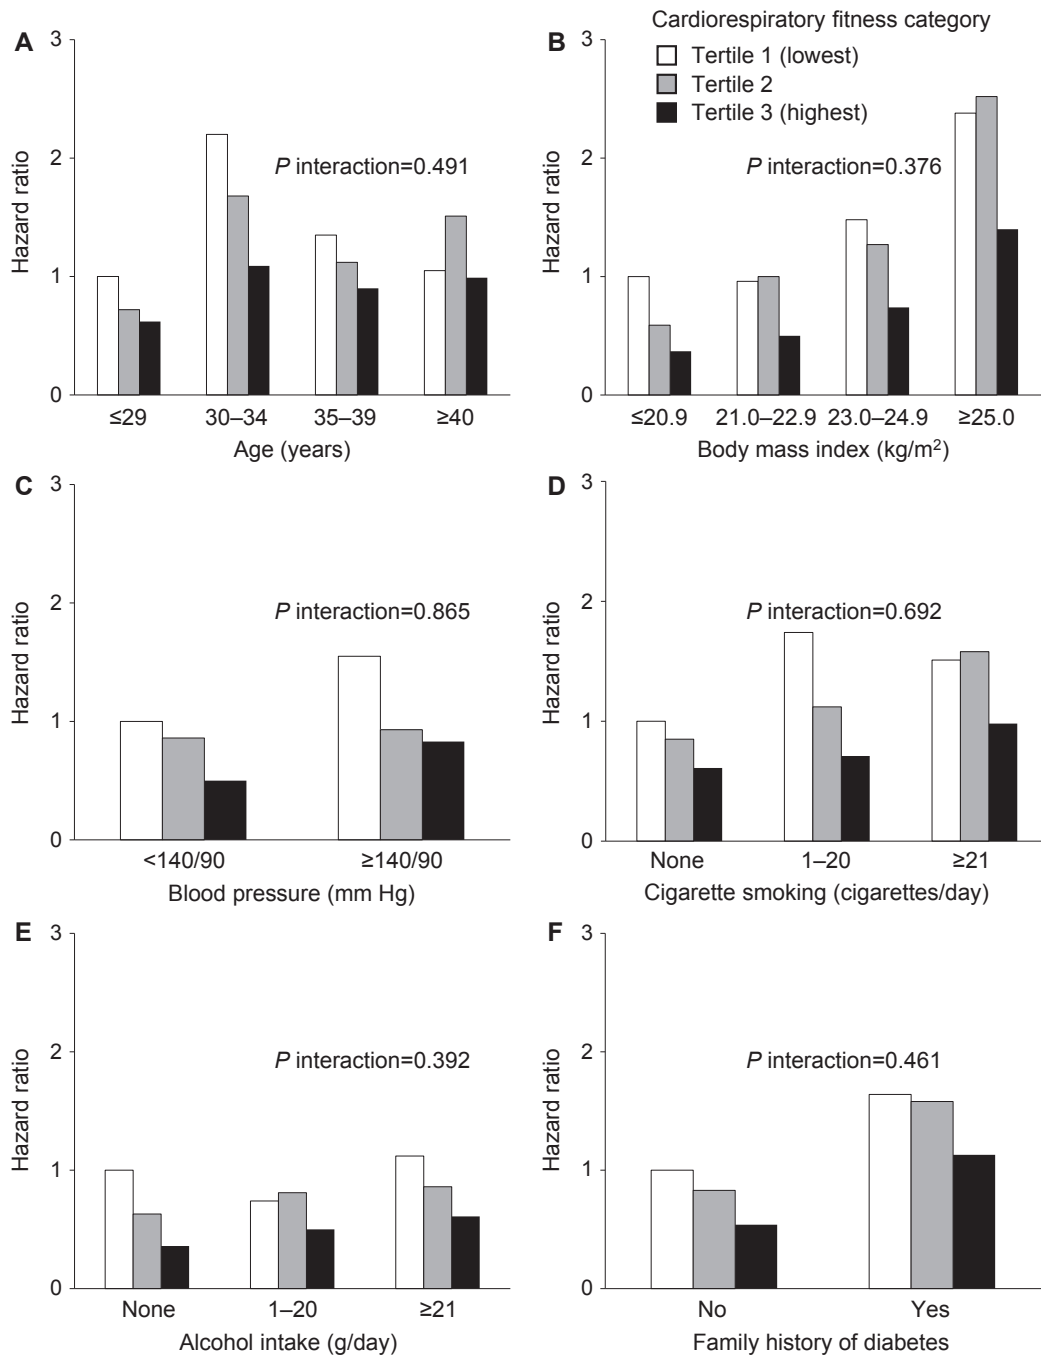 A
3
2
1
0
Hazard ratio
P interaction=0.491
≤29 30–34 35–39 ≥40
Age (years)
B
Cardiorespiratory fitness category
Tertile 1 (lowest)
Tertile 2
Tertile 3 (highest)
3
2
1
0
Hazard ratio
P interaction=0.376
≤20.9 21.0–22.9 23.0–24.9 ≥25.0
Body mass index (kg/m²)
C
3
2
1
0
Hazard ratio
P interaction=0.865
<140/90 ≥140/90
Blood pressure (mm Hg)
D
3
2
1
0
Hazard ratio
P interaction=0.692
None 1–20 ≥21
Cigarette smoking (cigarettes/day)
E
3
2
1
0
Hazard ratio
P interaction=0.392
None 1–20 ≥21
Alcohol intake (g/day)
F
3
2
1
0
Hazard ratio
P interaction=0.461
No Yes
Family history of diabetes